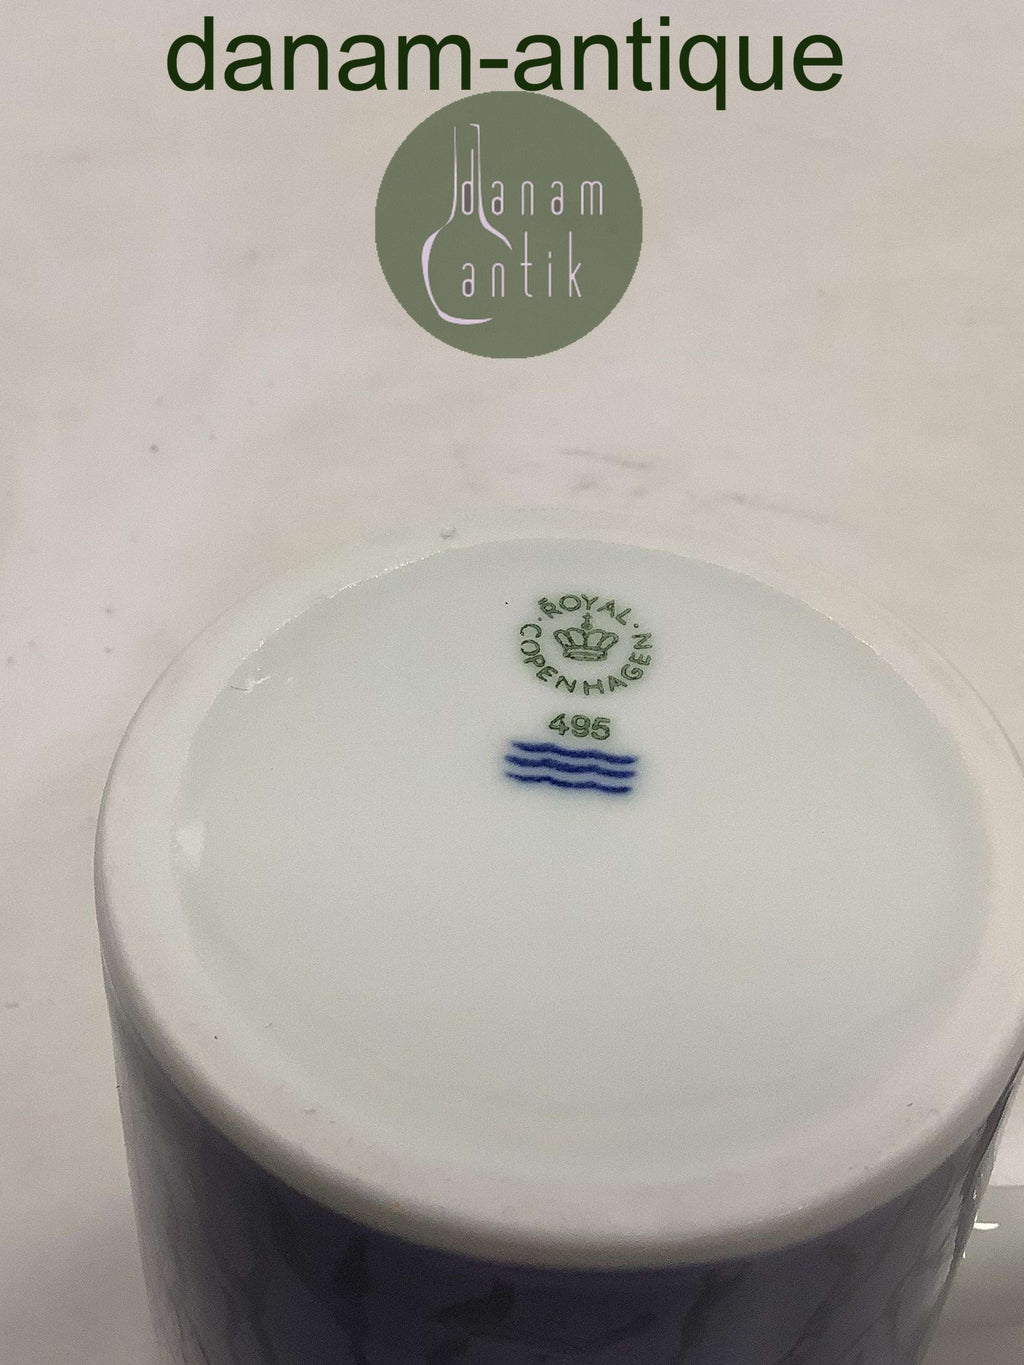 danam-antique
danam
antik
ROYAL
COPENHAGEN
495